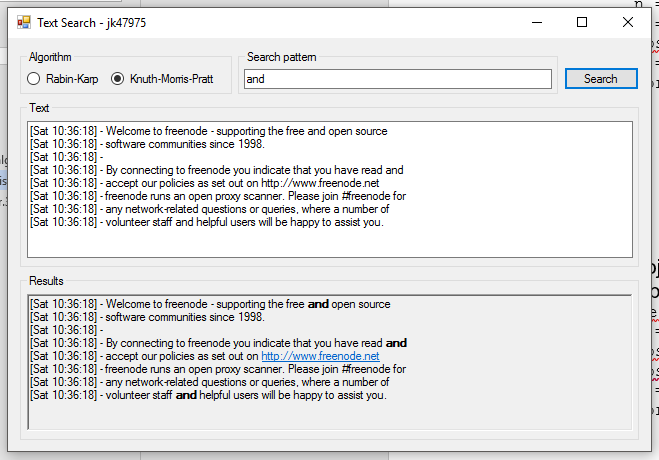 Text Search - jk47975
Algorithm
Rabin-Karp
Knuth-Morris-Pratt
Search pattern
and
Search
Text
[Sat 10:36:18] - Welcome to freenode - supporting the free and open source
[Sat 10:36:18] - software communities since 1998.
[Sat 10:36:18] -
[Sat 10:36:18] - By connecting to freenode you indicate that you have read and
[Sat 10:36:18] - accept our policies as set out on http://www.freenode.net
[Sat 10:36:18] - freenode runs an open proxy scanner. Please join #freenode for
[Sat 10:36:18] - any network-related questions or queries, where a number of
[Sat 10:36:18] - volunteer staff and helpful users will be happy to assist you.
Results
[Sat 10:36:18] - Welcome to freenode - supporting the free and open source
[Sat 10:36:18] - software communities since 1998.
[Sat 10:36:18] -
[Sat 10:36:18] - By connecting to freenode you indicate that you have read and
[Sat 10:36:18] - accept our policies as set out on http://www.freenode.net
[Sat 10:36:18] - freenode runs an open proxy scanner. Please join #freenode for
[Sat 10:36:18] - any network-related questions or queries, where a number of
[Sat 10:36:18] - volunteer staff and helpful users will be happy to assist you.